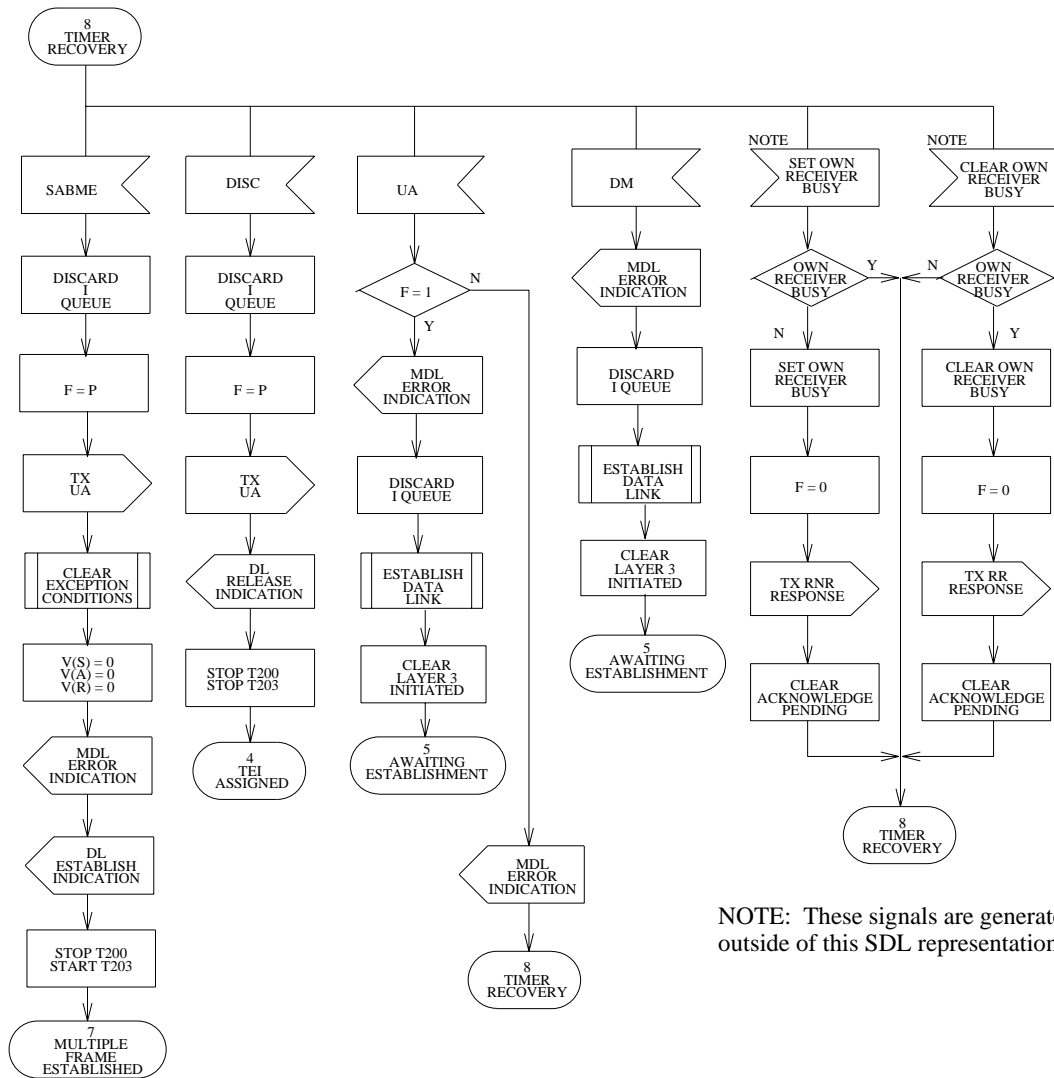 8
TIMER
RECOVERY
SABME
DISCARD
I
QUEUE
F = P
TX
UA
CLEAR
EXCEPTION
CONDITIONS
V(S) = 0
V(A) = 0
V(R) = 0
MDL
ERROR
INDICATION
DL
ESTABLISH
INDICATION
STOP T200
START T203
7
MULTIPLE
FRAME
ESTABLISHED
DISC
DISCARD
I
QUEUE
F = P
TX
UA
DL
RELEASE
INDICATION
STOP T200
STOP T203
4
TEI
ASSIGNED
UA
F = 1
N
Y
MDL
ERROR
INDICATION
DISCARD
I QUEUE
ESTABLISH
DATA
LINK
CLEAR
LAYER 3
INITIATED
5
AWAITING
ESTABLISHMENT
MDL
ERROR
INDICATION
8
TIMER
RECOVERY
DM
MDL
ERROR
INDICATION
DISCARD
I QUEUE
ESTABLISH
DATA
LINK
CLEAR
LAYER 3
INITIATED
5
AWAITING
ESTABLISHMENT
NOTE
SET OWN
RECEIVER
BUSY
OWN
RECEIVER
BUSY
Y
N
SET OWN
RECEIVER
BUSY
F = 0
TX RNR
RESPONSE
CLEAR
ACKNOWLEDGE
PENDING
NOTE
CLEAR OWN
RECEIVER
BUSY
N
OWN
RECEIVER
BUSY
Y
CLEAR OWN
RECEIVER
BUSY
F = 0
TX RR
RESPONSE
CLEAR
ACKNOWLEDGE
PENDING
8
TIMER
RECOVERY
NOTE: These signals are generate
outside of this SDL representation